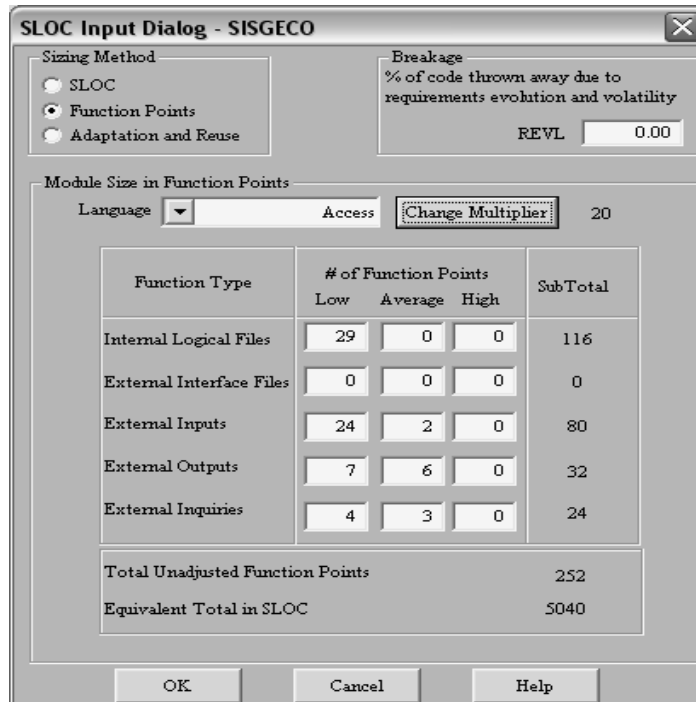 SLOC Input Dialog - SISGECO
Sizing Method
SLOC
Function Points
Adaptation and Reuse
Breakage
% of code thrown away due to
requirements evolution and volatility
REVL 0.00
Module Size in Function Points
Language Access Change Multiplier 20
Function Type # of Function Points SubTotal
Low Average High
Internal Logical Files 29 0 0 116
External Interface Files 0 0 0 0
External Inputs 24 2 0 80
External Outputs 7 6 0 32
External Inquiries 4 3 0 24
Total Unadjusted Function Points 252
Equivalent Total in SLOC 5040
OK Cancel Help